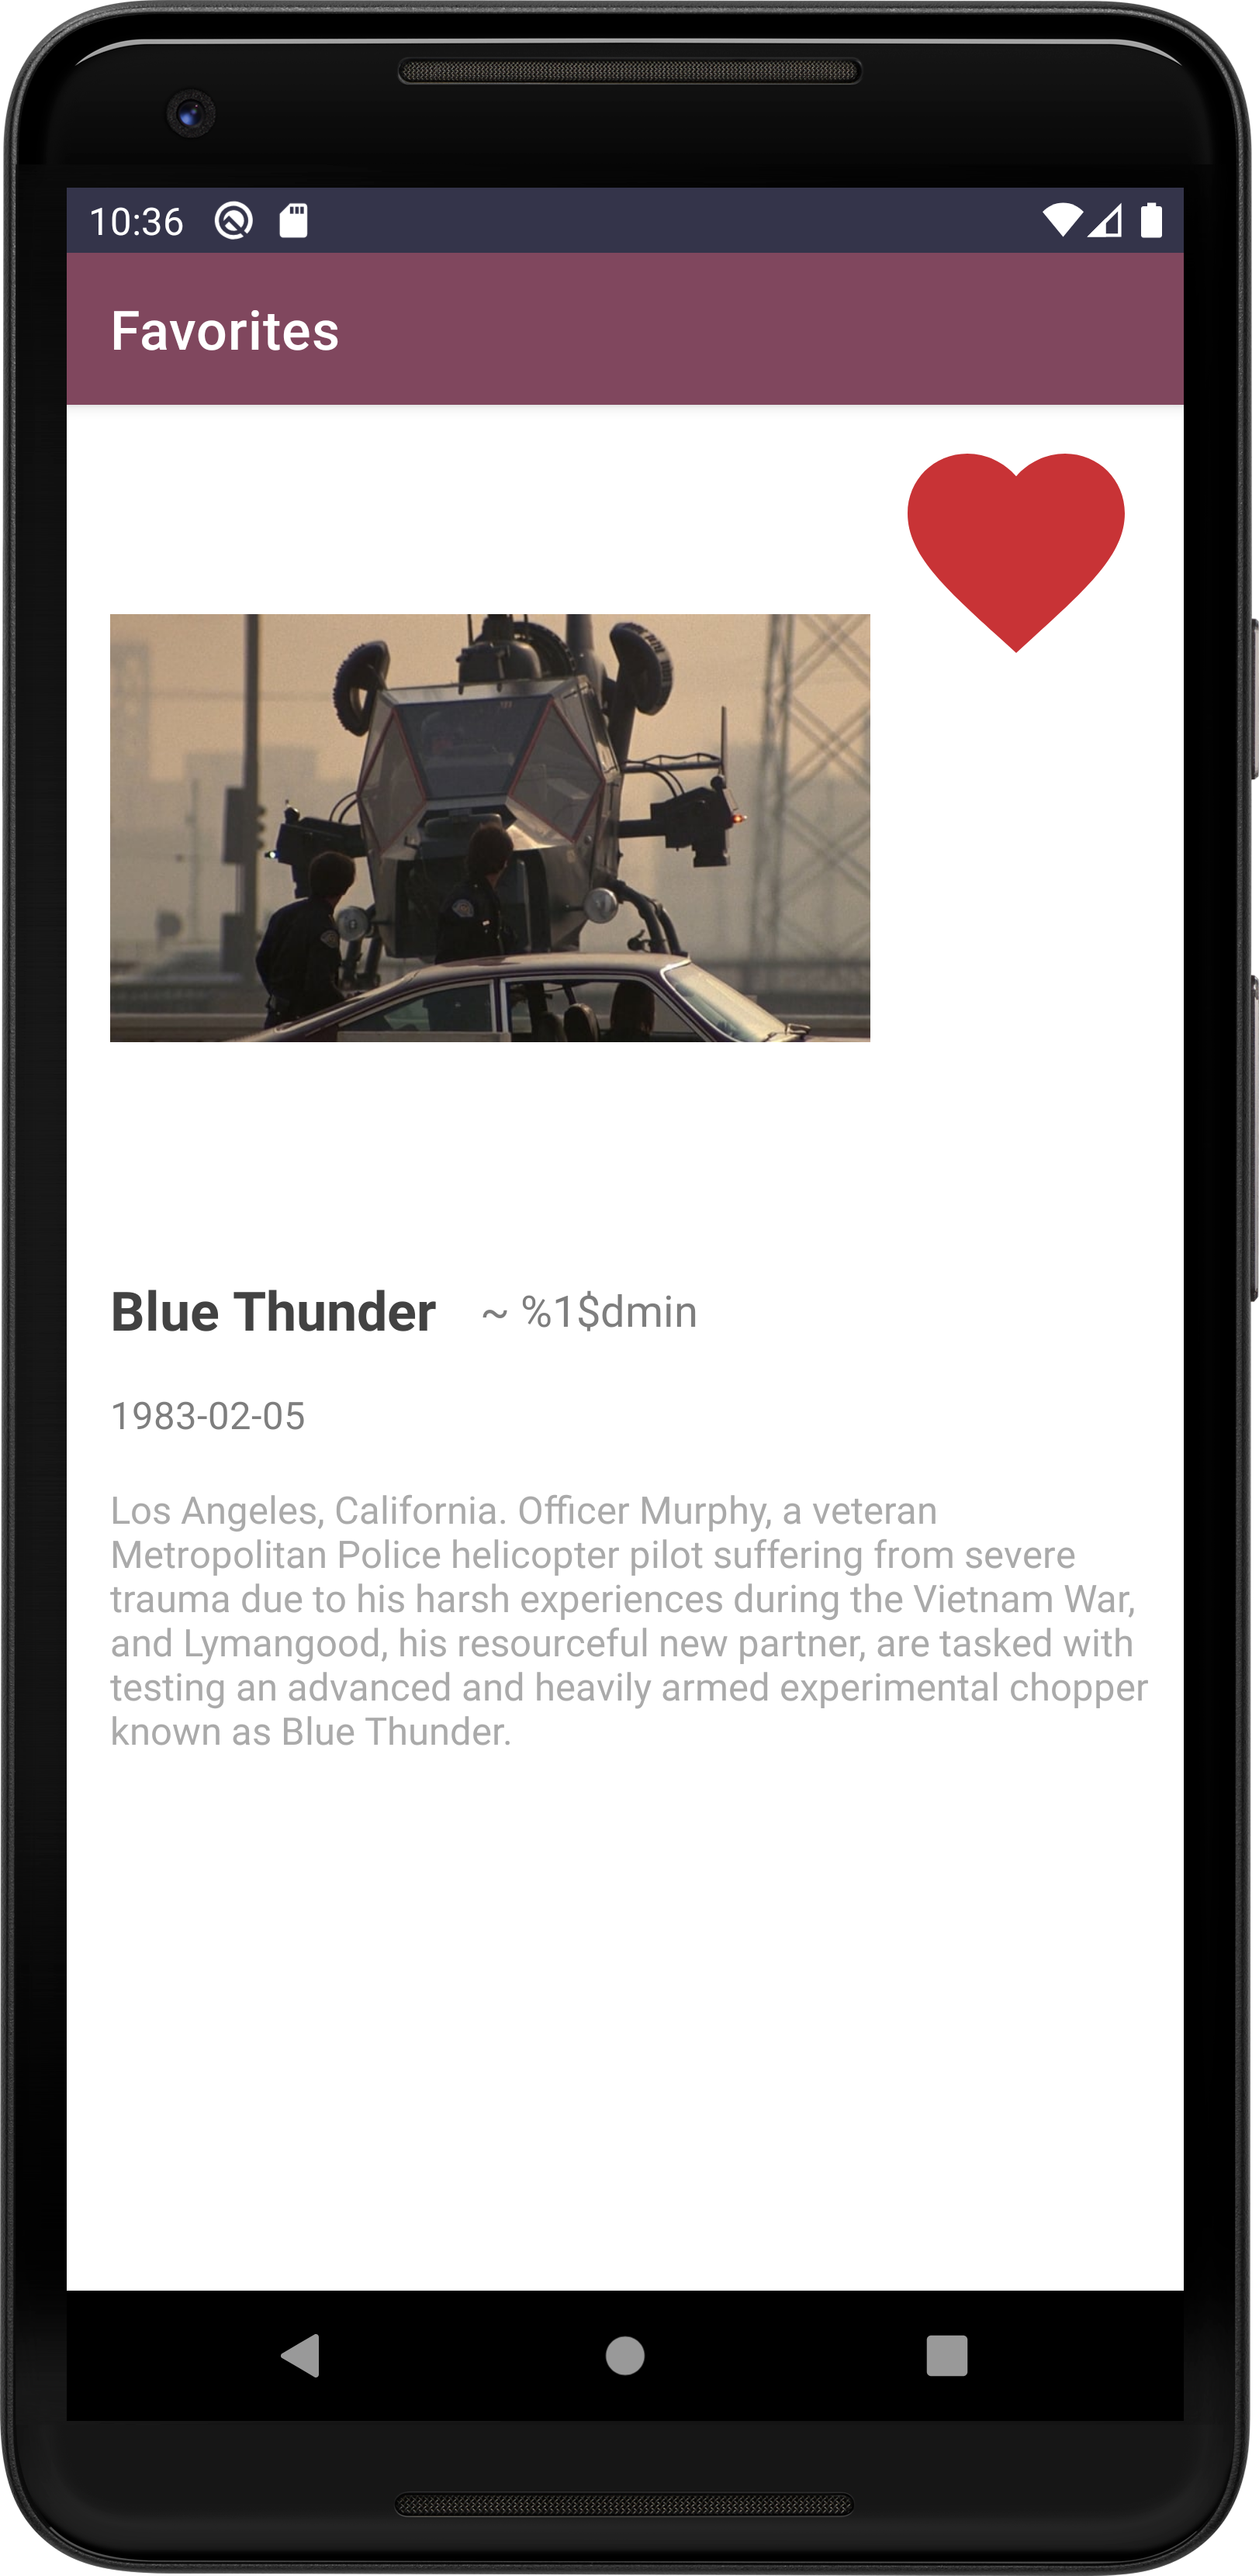 10:36
Favorites
Blue Thunder ~ %1$dmin
1983-02-05
Los Angeles, California. Officer Murphy, a veteran
Metropolitan Police helicopter pilot suffering from severe
trauma due to his harsh experiences during the Vietnam War,
and Lymangood, his resourceful new partner, are tasked with
testing an advanced and heavily armed experimental chopper
known as Blue Thunder.